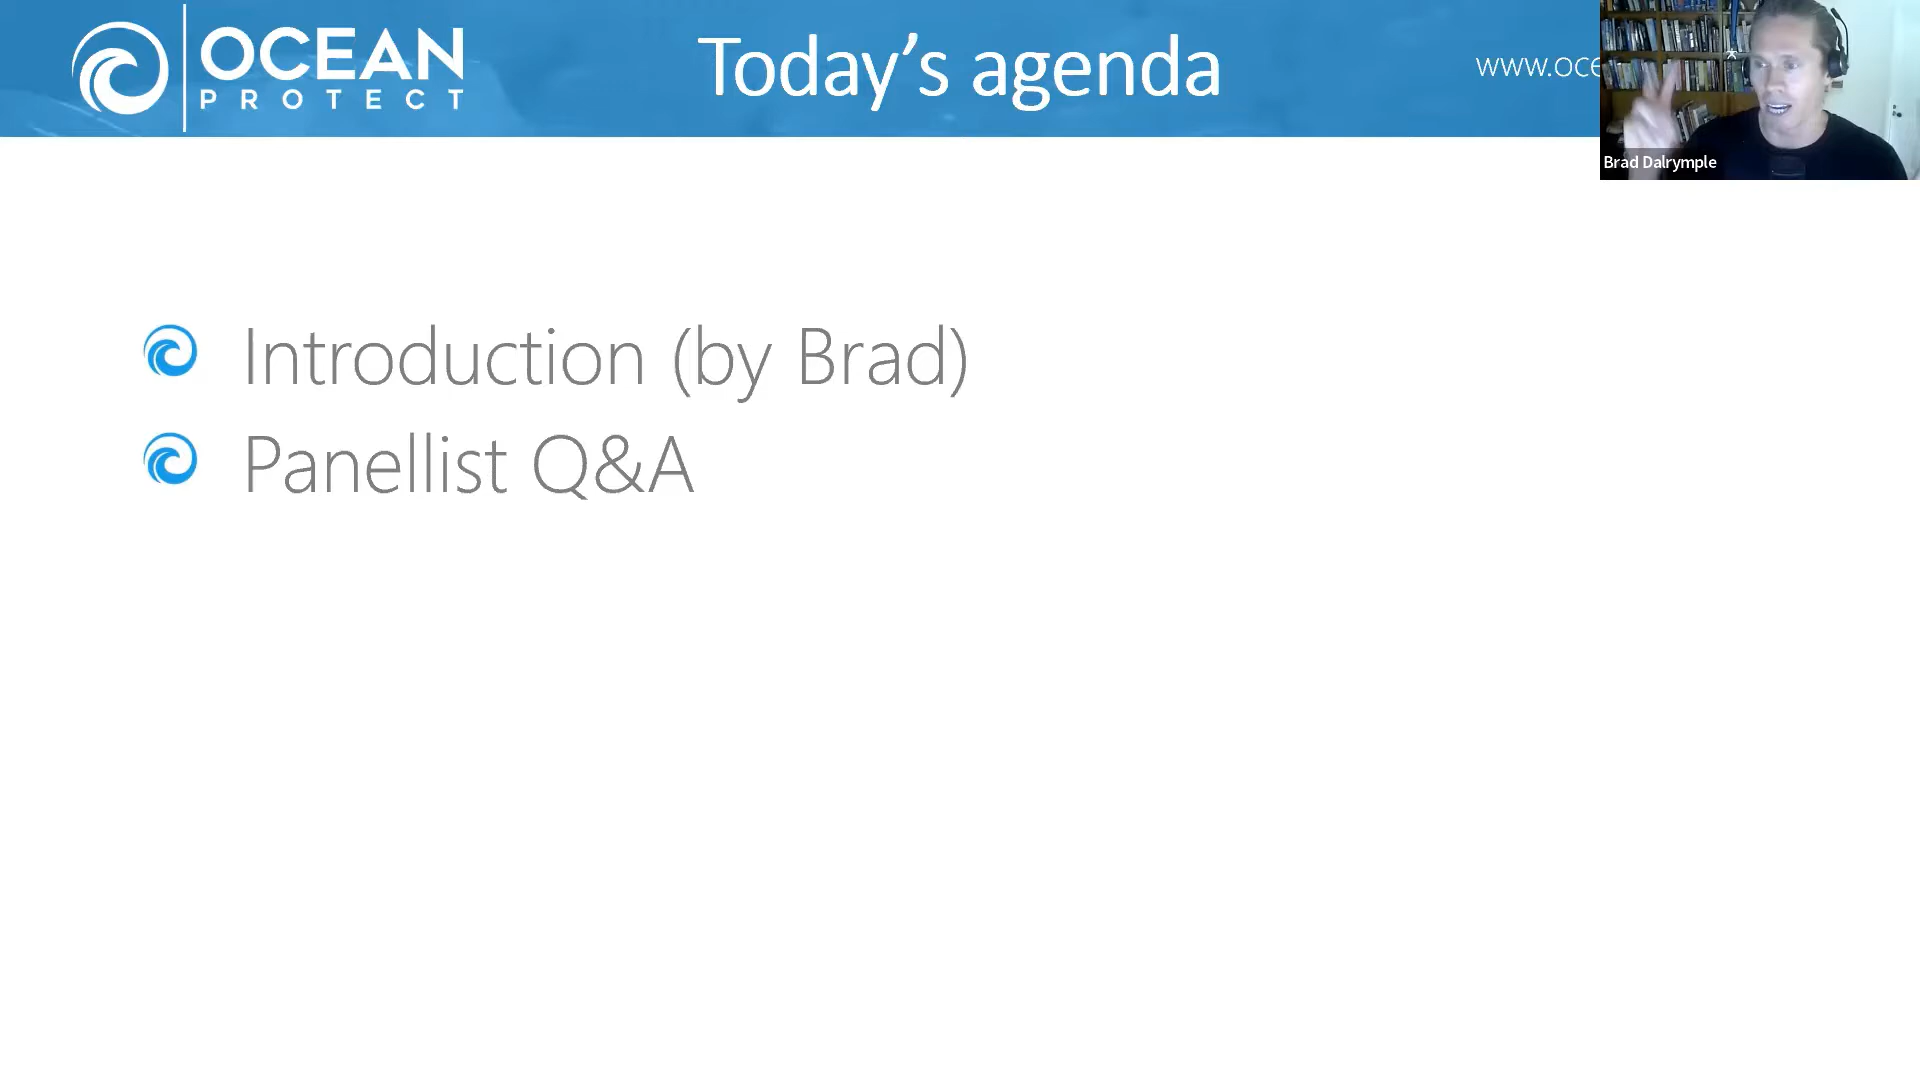 OCEAN
PROTECT
Today’s agenda
Brad Dalrymple
Introduction (by Brad)
Panellist Q&A